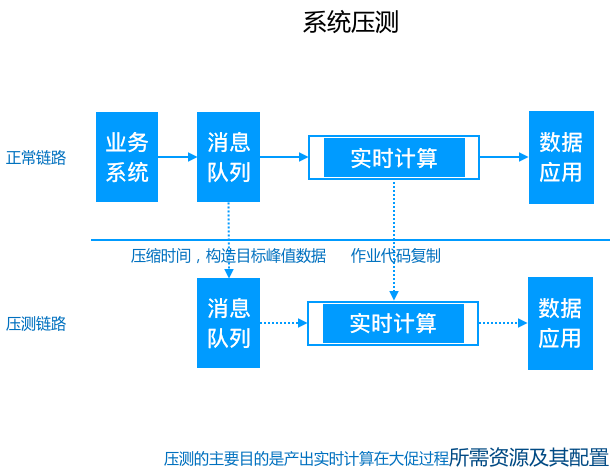 系统压测
正常链路
业务
系统
消息
队列
实时计算
数据
应用
压缩时间，构造目标峰值数据
作业代码复制
压测链路
消息
队列
实时计算
数据
应用
压测的主要目的是产出实时计算在大促过程所需资源及其配置